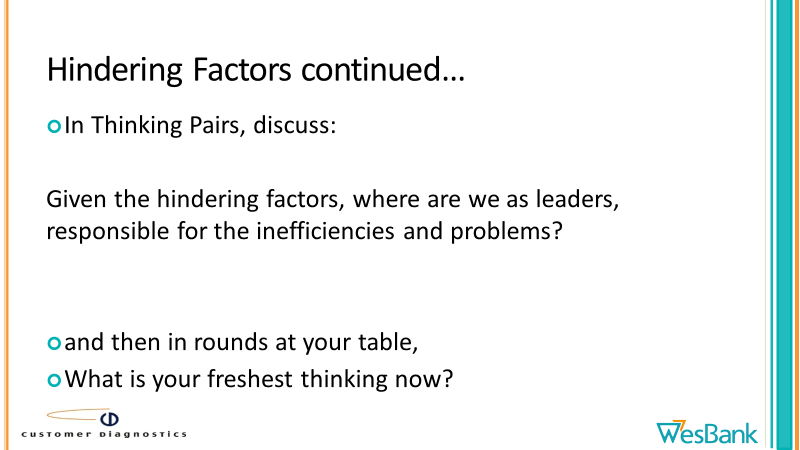 Hindering Factors continued...
In Thinking Pairs, discuss:
Given the hindering factors, where are we as leaders,
responsible for the inefficiencies and problems?
and then in rounds at your table,
What is your freshest thinking now?
CD
customer Diagnostics
WesBank